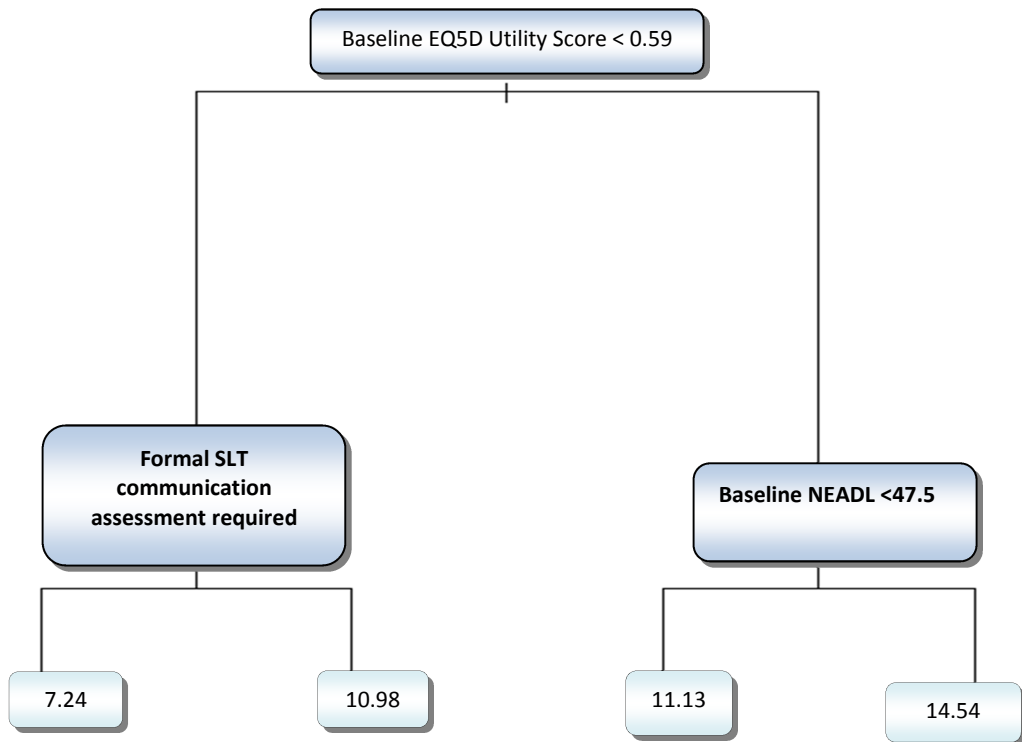 Baseline EQ5D Utility Score < 0.59
Formal SLT
communication
assessment required
Baseline NEADL <47.5
7.24
10.98
11.13
14.54